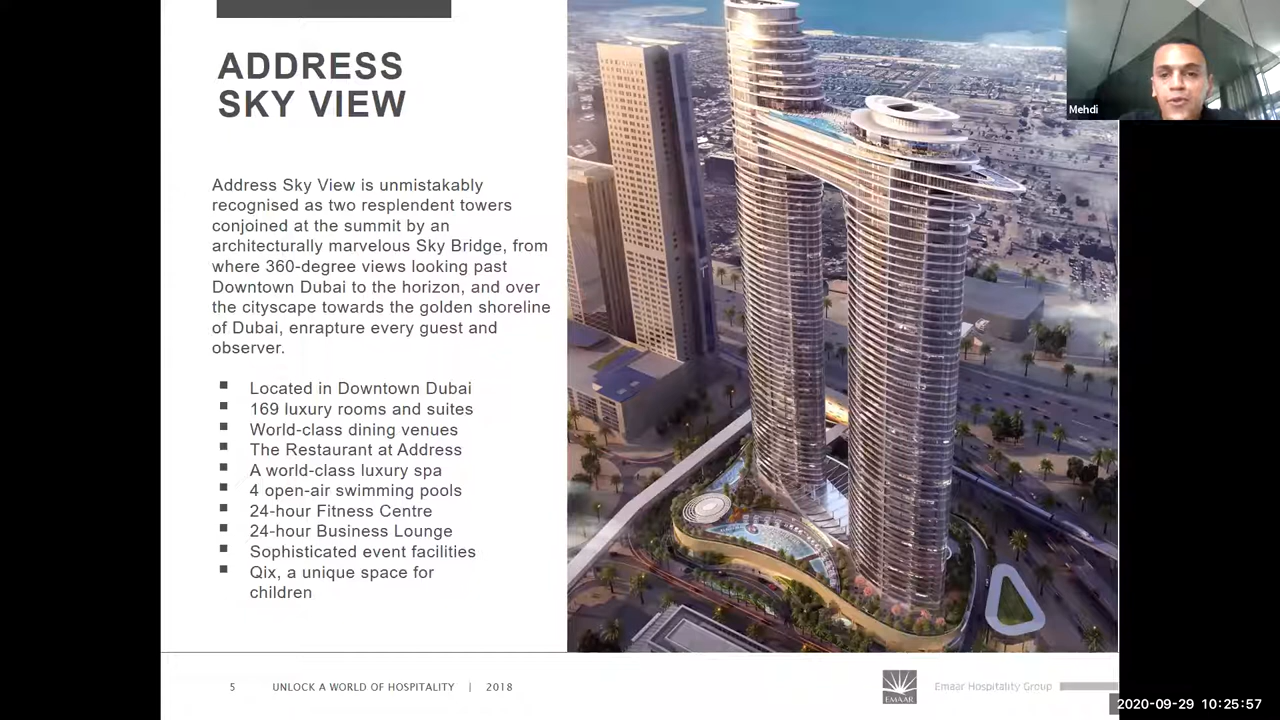 ADDRESS
SKY VIEW
Mehdi
Address Sky View is unmistakably
recognised as two resplendent towers
conjoined at the summit by an
architecturally marvelous Sky Bridge, from
where 360-degree views looking past
Downtown Dubai to the horizon, and over
the cityscape towards the golden shoreline
of Dubai, enrapture every guest and
observer.
Located in Downtown Dubai
169 luxury rooms and suites
World-class dining venues
The Restaurant at Address
A world-class luxury spa
4 open-air swimming pools
24-hour Fitness Centre
24-hour Business Lounge
Sophisticated event facilities
Qix, a unique space for
children
5 UNLOCK A WORLD OF HOSPITALITY | 2018
EMAAR
Emaar Hospitality Group
2020-09-29 10:25:57